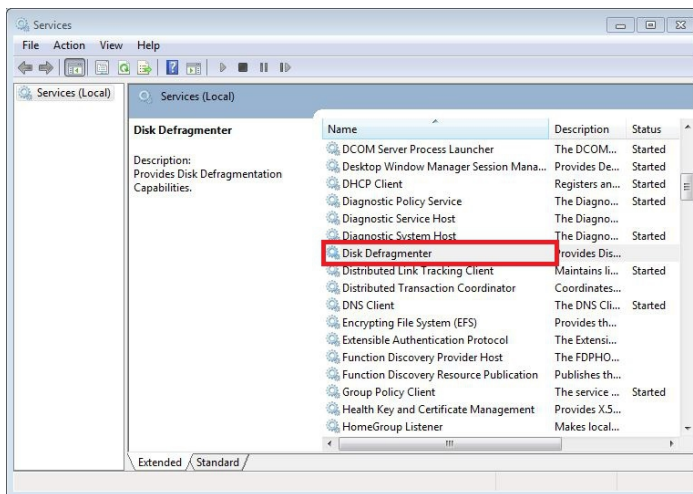 Services
File Action View Help
Services (Local)
Services (Local)
Disk Defragmenter
Description:
Provides Disk Defragmentation
Capabilities.
Name Description Status
DCOM Server Process Launcher The DCOM... Started
Desktop Window Manager Session Mana... Provides De... Started
DHCP Client Registers an... Started
Diagnostic Policy Service The Diagno... Started
Diagnostic Service Host The Diagno...
Diagnostic System Host The Diagno... Started
Disk Defragmenter Provides Dis...
Distributed Link Tracking Client Maintains li... Started
Distributed Transaction Coordinator Coordinates...
DNS Client The DNS Cli... Started
Encrypting File System (EFS) Provides th...
Extensible Authentication Protocol The Extensi...
Function Discovery Provider Host The FDPHO...
Function Discovery Resource Publication Publishes th...
Group Policy Client The service ... Started
Health Key and Certificate Management Provides X.5...
HomeGroup Listener Makes local...
Extended Standard